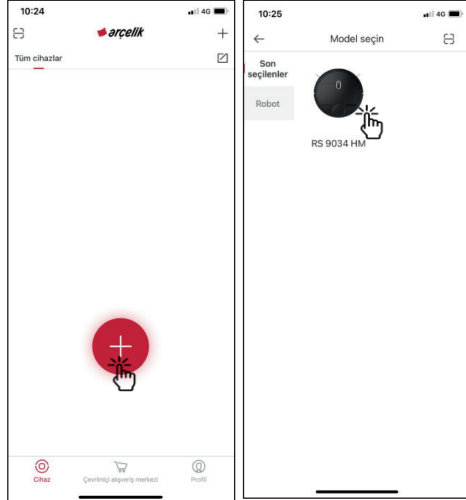 10:24
4G
arçelik
Tüm cihazlar
Cihaz
Çevrimiçi alışveriş merkezi
Profil
10:25
4G
Model seçin
Son
seçilenler
Robot
RS 9034 HM